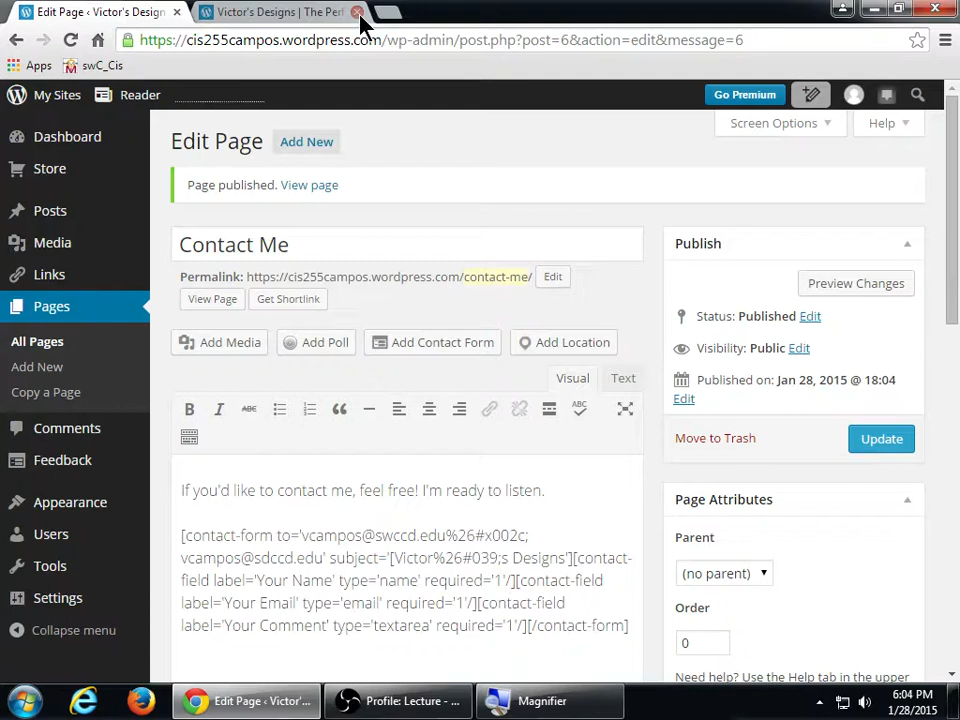 Edit Page ‹ Victor's Design
Victor's Designs | The Perf
https://cis255campos.wordpress.com/wp-admin/post.php?post=6&action=edit&message=6
Apps swC_Cis
My Sites Reader Go Premium
Dashboard
Store
Posts
Media
Links
Pages
All Pages
Add New
Copy a Page
Comments
Feedback
Appearance
Users
Tools
Settings
Collapse menu
Screen Options Help
Edit Page Add New
Page published. View page
Contact Me
Permalink: https://cis255campos.wordpress.com/contact-me/ Edit
View Page Get Shortlink
Add Media Add Poll Add Contact Form Add Location
Visual Text
B I ABC ABC
If you'd like to contact me, feel free! I'm ready to listen.
[contact-form to='vcampos@swccd.edu%26#x002c;
vcampos@sdccd.edu' subject='[Victor%26#039;s Designs'][contact-
field label='Your Name' type='name' required='1'/][contact-field
label='Your Email' type='email' required='1'/][contact-field
label='Your Comment' type='textarea' required='1'/][/contact-form]
Publish
Preview Changes
Status: Published Edit
Visibility: Public Edit
Published on: Jan 28, 2015 @ 18:04
Edit
Move to Trash Update
Page Attributes
Parent
(no parent)
Order
0
Need help? Use the Help tab in the upper
Edit Page ‹ Victor'... Profile: Lecture - ... Magnifier
6:04 PM
1/28/2015